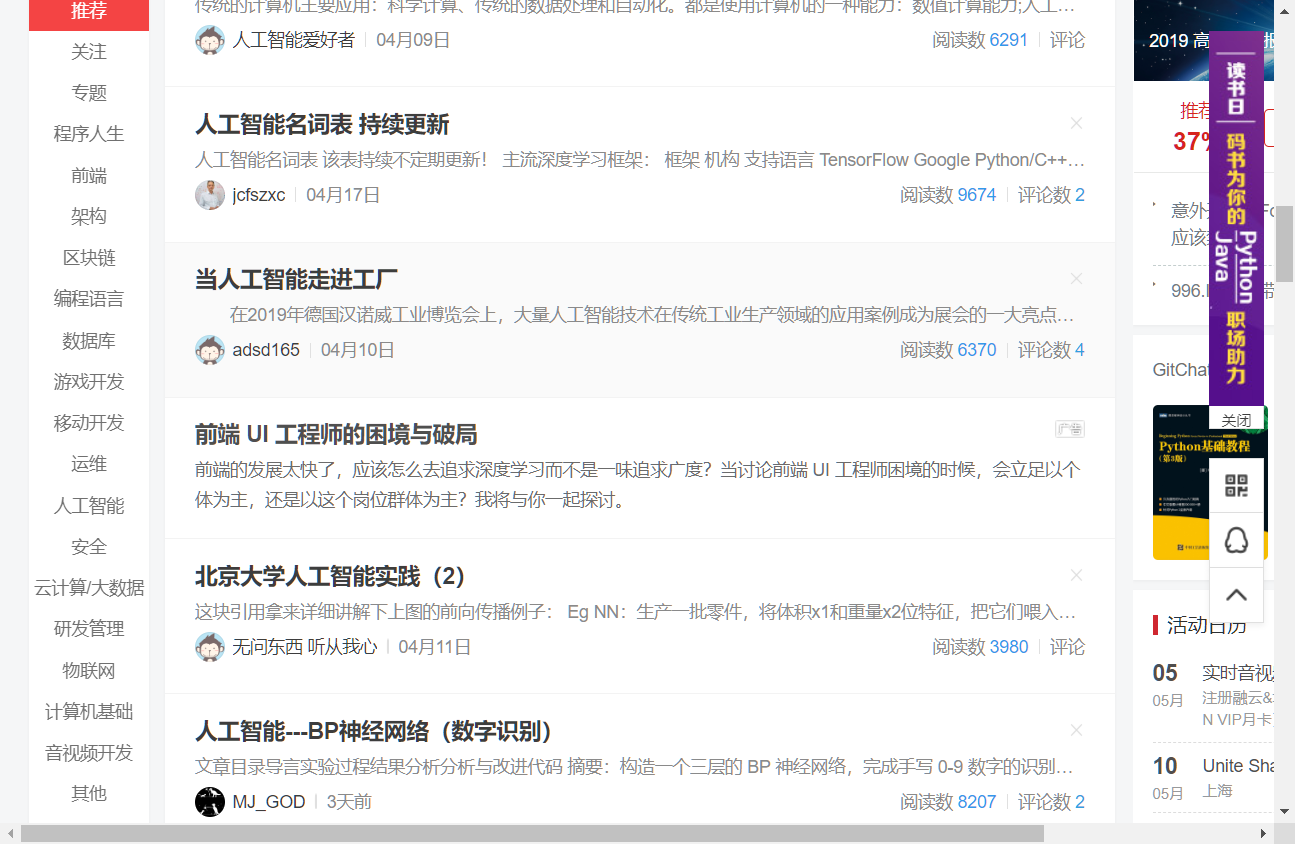 推荐
关注
专题
程序人生
前端
架构
区块链
编程语言
数据库
游戏开发
移动开发
运维
人工智能
安全
云计算/大数据
研发管理
物联网
计算机基础
音视频开发
其他
传统的计算机主要应用：科学计算、传统的数据处理和自动化。都是使用计算机的一种能力：数值计算能力;人工…
人工智能爱好者 04月09日 阅读数 6291 评论
人工智能名词表 持续更新
人工智能名词表 该表持续不定期更新！ 主流深度学习框架： 框架 机构 支持语言 TensorFlow Google Python/C++…
jcfszxc 04月17日 阅读数 9674 评论数 2
当人工智能走进工厂
在2019年德国汉诺威工业博览会上，大量人工智能技术在传统工业生产领域的应用案例成为展会的一大亮点…
adsd165 04月10日 阅读数 6370 评论数 4
前端 UI 工程师的困境与破局
广告
前端的发展太快了，应该怎么去追求深度学习而不是一味追求广度？当讨论前端 UI 工程师困境的时候，会立足以个
体为主，还是以这个岗位群体为主？我将与你一起探讨。
北京大学人工智能实践（2）
这块引用拿来详细讲解下上图的前向传播例子： Eg NN：生产一批零件，将体积x1和重量x2位特征，把它们喂入…
无问东西 听从我心 04月11日 阅读数 3980 评论
人工智能---BP神经网络（数字识别）
文章目录导言实验过程结果分析分析与改进代码 摘要：构造一个三层的 BP 神经网络，完成手写 0-9 数字的识别…
MJ_GOD 3天前 阅读数 8207 评论数 2
2019 高
报
推荐
37%
意外
Fo
应该
996.I
带
GitChat
Python基础教程
（第3版）
读书日
码书为你的
Python
Java
职场助力
关闭
活动日历
05 实时音视
05月 注册融云&
N VIP月卡
10 Unite Sha
05月 上海